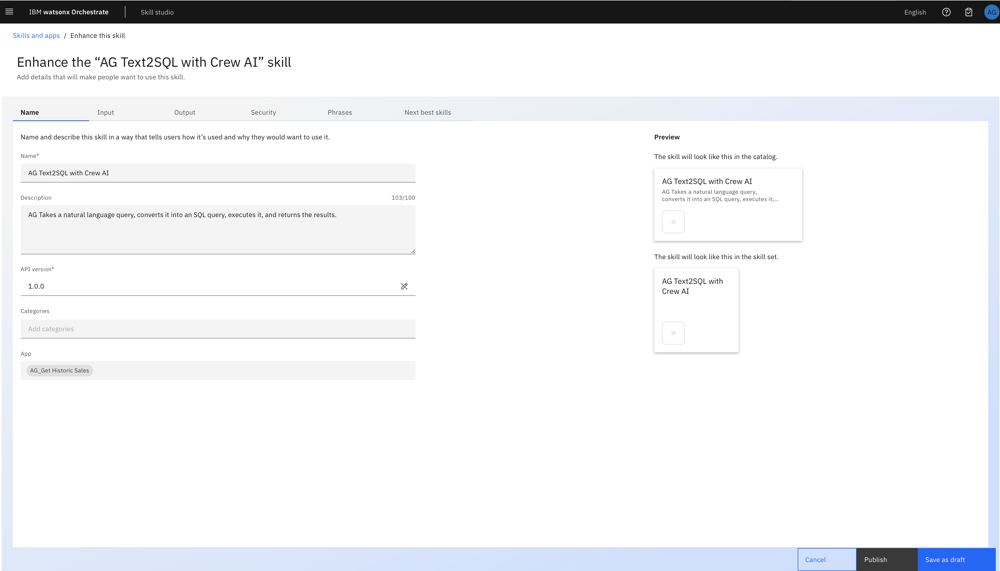 IBM watsonx Orchestrate
Skill studio
English
AG
Skills and apps / Enhance this skill
Enhance the “AG Text2SQL with Crew AI” skill
Add details that will make people want to use this skill.
Name
Input
Output
Security
Phrases
Next best skills
Name and describe this skill in a way that tells users how it’s used and why they would want to use it.
Name*
AG Text2SQL with Crew AI
Description
103/100
AG Takes a natural language query, converts it into an SQL query, executes it, and returns the results.
API version*
1.0.0
Categories
Add categories
App
AG_Get Historic Sales
Preview
The skill will look like this in the catalog.
AG Text2SQL with Crew AI
AG Takes a natural language query,
converts it into an SQL query, executes it,...
The skill will look like this in the skill set.
AG Text2SQL with
Crew AI
Cancel
Publish
Save as draft